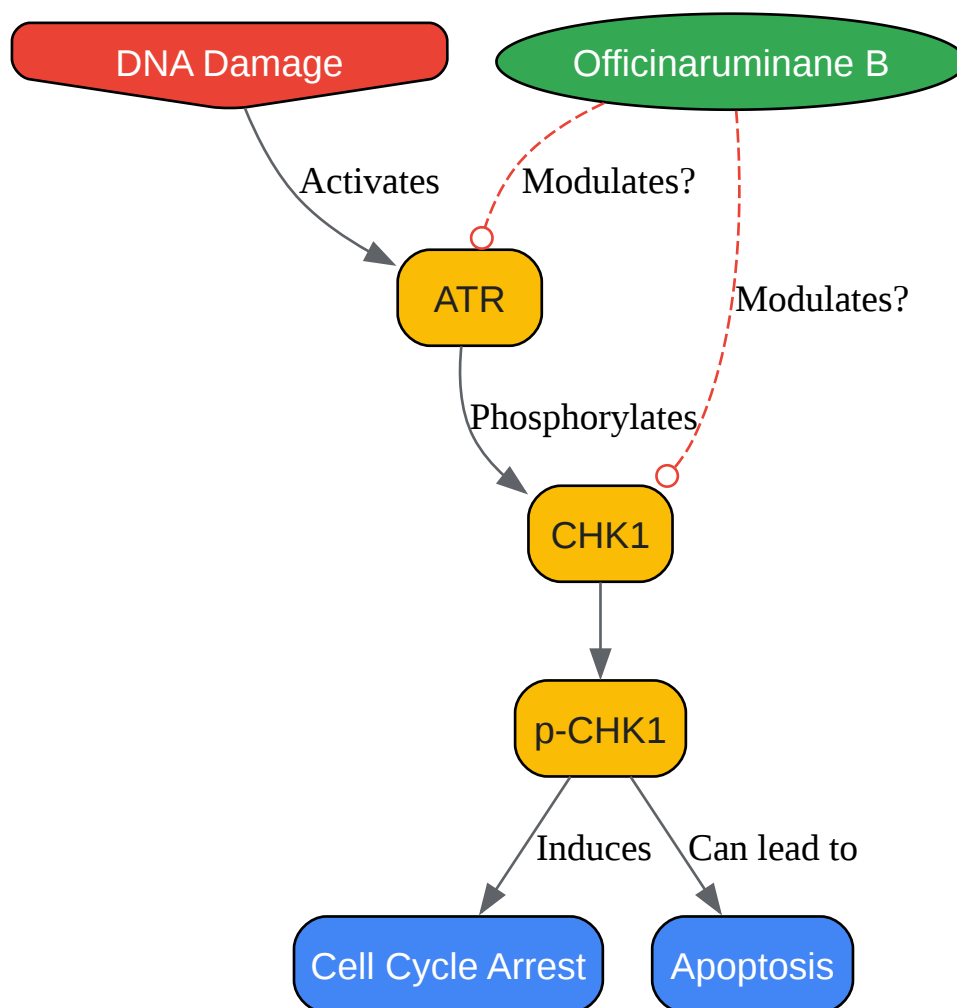 DNA Damage
Officinaruminane B
Activates
Modulates?
ATR
Modulates?
Phosphorylates
CHK1
p-CHK1
Induces
Can lead to
Cell Cycle Arrest
Apoptosis